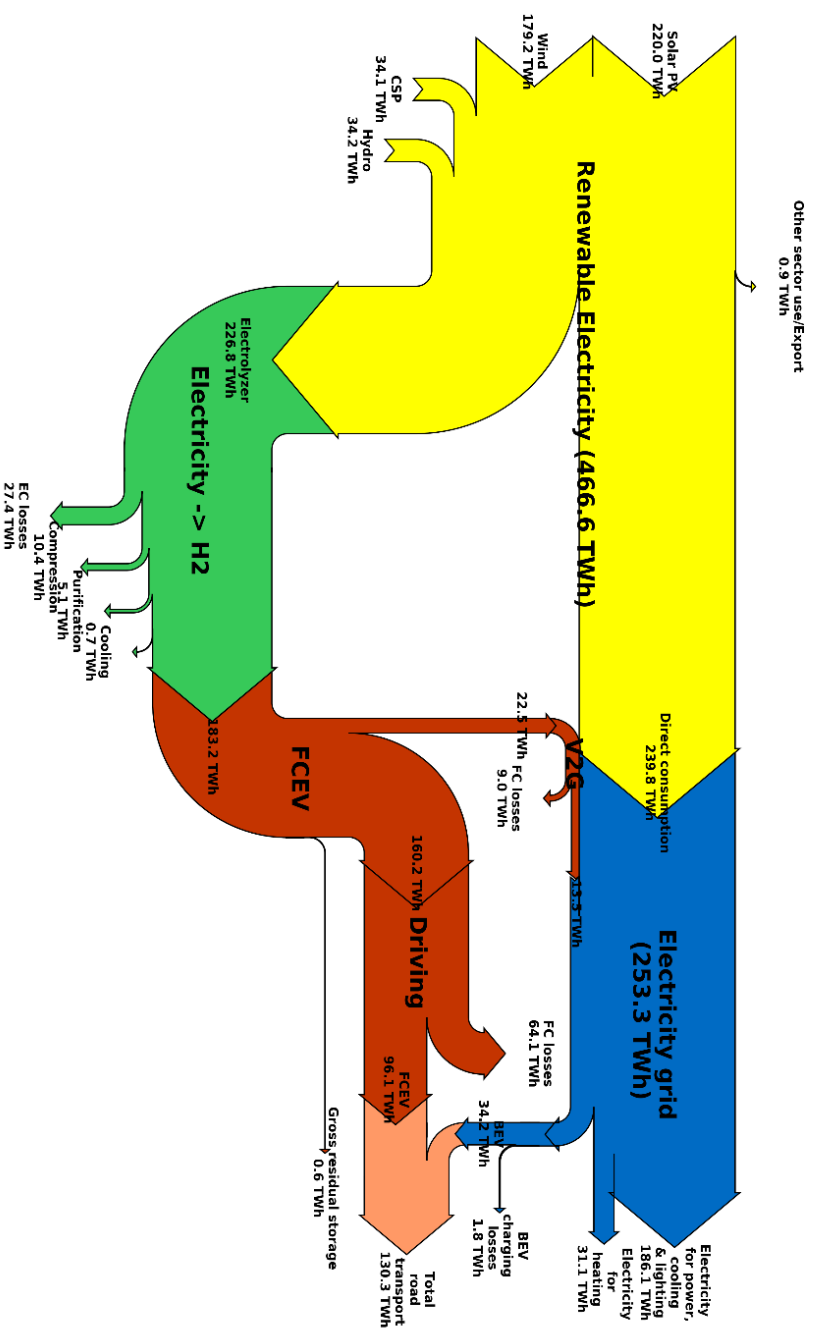 Solar PV
220.0 TWh
Wind
179.2 TWh
CSP
34.1 TWh
Hydro
34.2 TWh
Renewable Electricity (466.6 TWh)
Other sector use/Export
0.9 TWh
Electrolyzer
226.8 TWh
Electricity -> H2
EC losses
27.4 TWh
Compression
10.4 TWh
Purification
5.1 TWh
Cooling
0.7 TWh
183.2 TWh
FCEV
22.5 TWh
V2G
FC losses
9.0 TWh
13.5 TWh
Direct consumption
239.8 TWh
Electricity grid
(253.3 TWh)
160.2 TWh
Driving
FC losses
64.1 TWh
FCEV
96.1 TWh
BEV
34.2 TWh
BEV
charging
losses
1.8 TWh
Gross residual storage
0.6 TWh
Total
road
transport
130.3 TWh
Electricity
for
heating
31.1 TWh
Electricity
for power,
cooling
& lighting
186.1 TWh